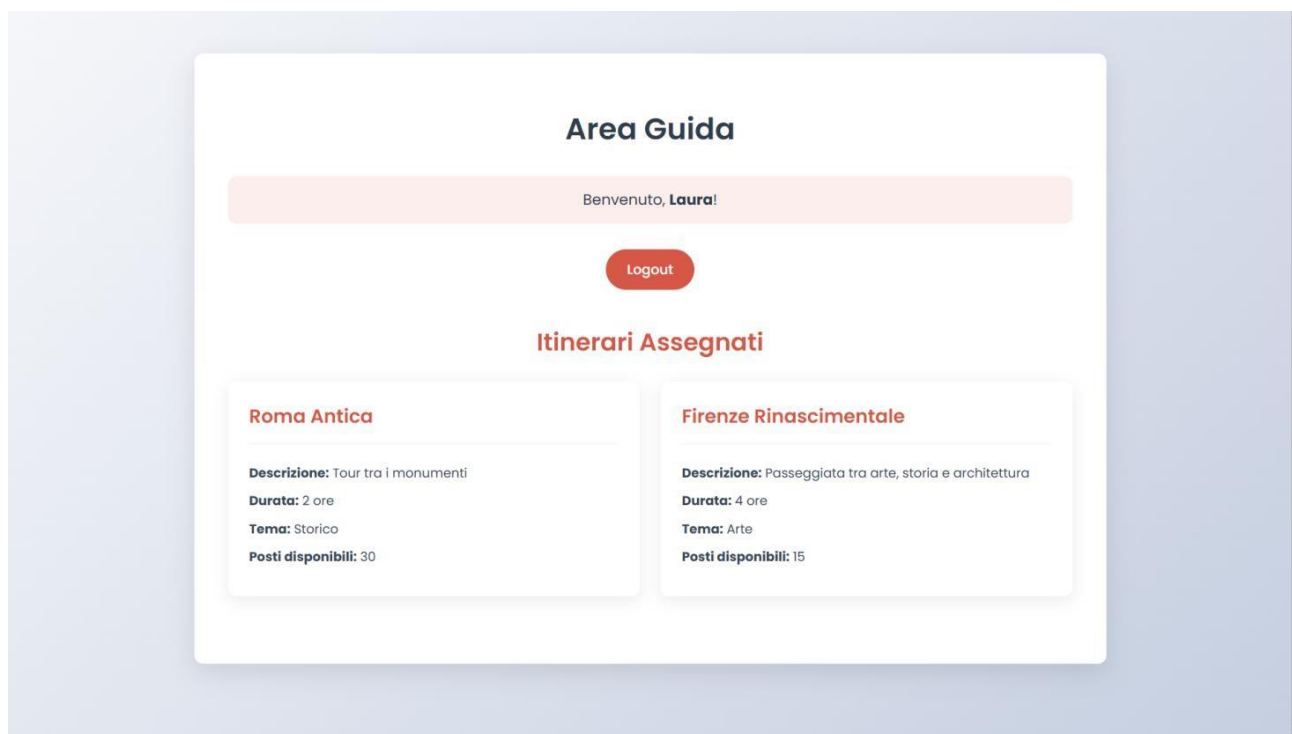 Area Guida
Benvenuto, Laura!
Logout
Itinerari Assegnati
Roma Antica
Descrizione: Tour tra i monumenti
Durata: 2 ore
Tema: Storico
Posti disponibili: 30
Firenze Rinascimentale
Descrizione: Passeggiata tra arte, storia e architettura
Durata: 4 ore
Tema: Arte
Posti disponibili: 15